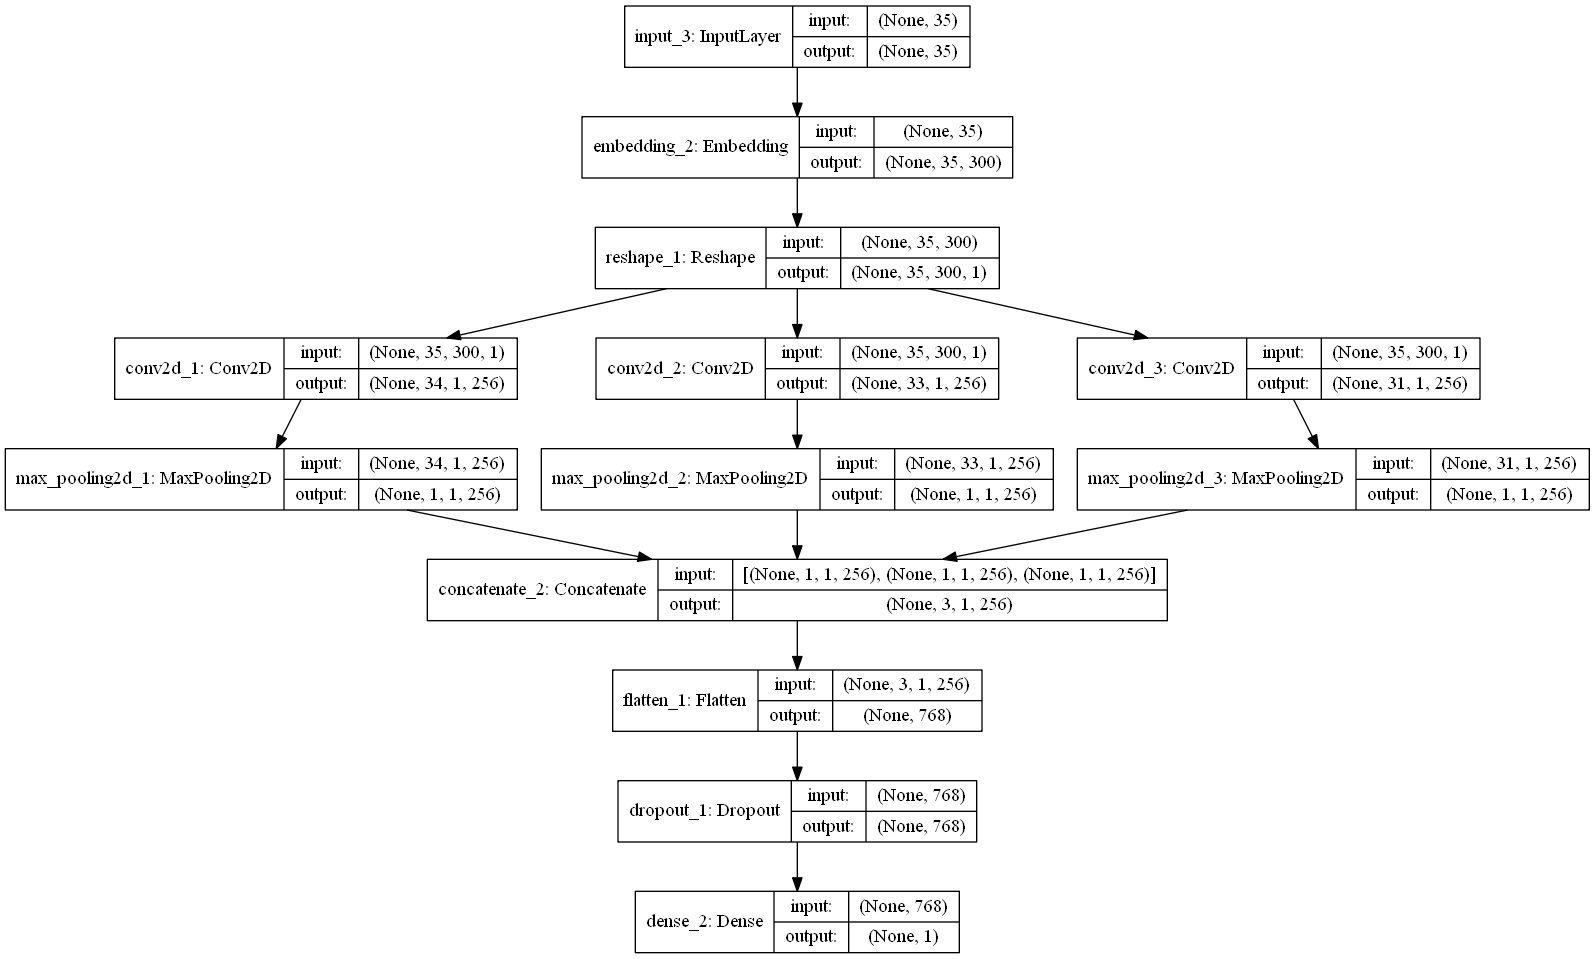 input_3: InputLayer
input: (None, 35)
output: (None, 35)
embedding_2: Embedding
input: (None, 35)
output: (None, 35, 300)
reshape_1: Reshape
input: (None, 35, 300)
output: (None, 35, 300, 1)
conv2d_1: Conv2D
input: (None, 35, 300, 1)
output: (None, 34, 1, 256)
conv2d_2: Conv2D
input: (None, 35, 300, 1)
output: (None, 33, 1, 256)
conv2d_3: Conv2D
input: (None, 35, 300, 1)
output: (None, 31, 1, 256)
max_pooling2d_1: MaxPooling2D
input: (None, 34, 1, 256)
output: (None, 1, 1, 256)
max_pooling2d_2: MaxPooling2D
input: (None, 33, 1, 256)
output: (None, 1, 1, 256)
max_pooling2d_3: MaxPooling2D
input: (None, 31, 1, 256)
output: (None, 1, 1, 256)
concatenate_2: Concatenate
input: [(None, 1, 1, 256), (None, 1, 1, 256), (None, 1, 1, 256)]
output: (None, 3, 1, 256)
flatten_1: Flatten
input: (None, 3, 1, 256)
output: (None, 768)
dropout_1: Dropout
input: (None, 768)
output: (None, 768)
dense_2: Dense
input: (None, 768)
output: (None, 1)